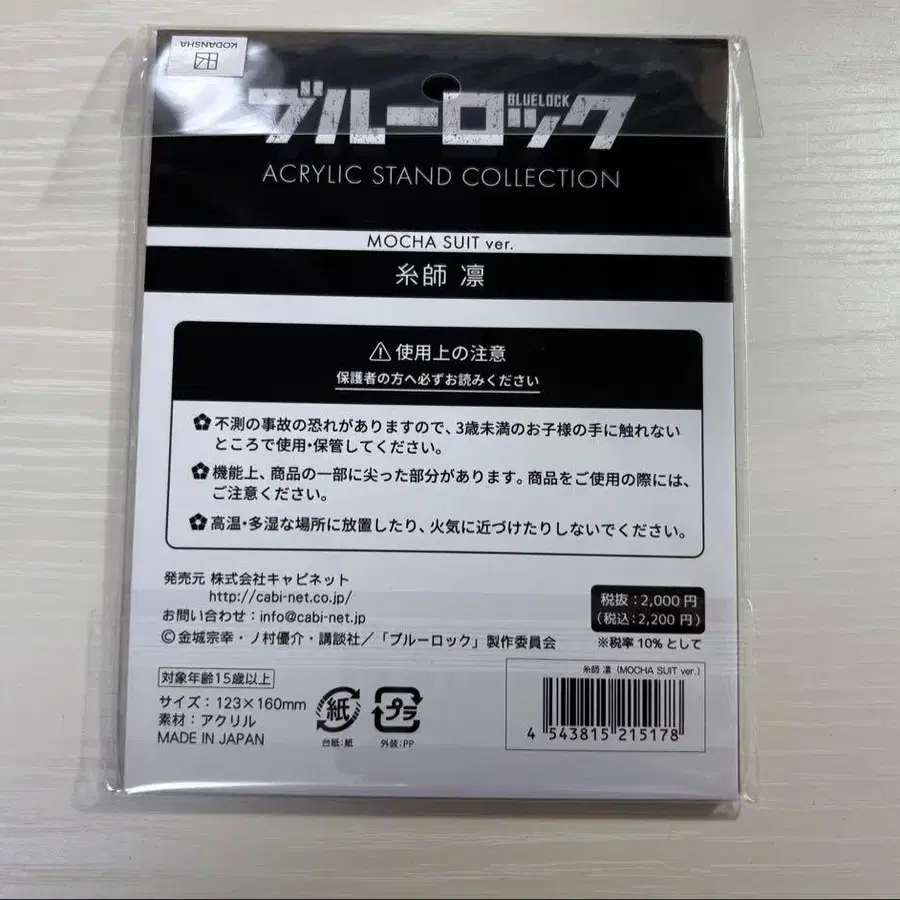 KODANSHA
ブルーロック
BLUELOCK
ACRYLIC STAND COLLECTION
MOCHA SUIT ver.
糸師 凛
⚠使用上の注意
保護者の方へ必ずお読みください
不測の事故の恐れがありますので、3歳未満のお子様の手に触れない
ところで使用・保管してください。
機能上、商品の一部に尖った部分があります。商品をご使用の際には、
ご注意ください。
高温・多湿な場所に放置したり、火気に近づけたりしないでください。
発売元 株式会社キャビネット
http://cabi-net.co.jp/
お問い合わせ：info@cabi-net.jp
©金城宗幸・ノ村優介・講談社／「ブルーロック」製作委員会
税抜：2,000円
(税込：2,200円)
※税率10%として
対象年齢15歳以上
サイズ：123×160mm
素材：アクリル
MADE IN JAPAN
紙
台紙：紙
プラ
外装：PP
糸師 凛（MOCHA SUIT ver.）
4 543815 215178